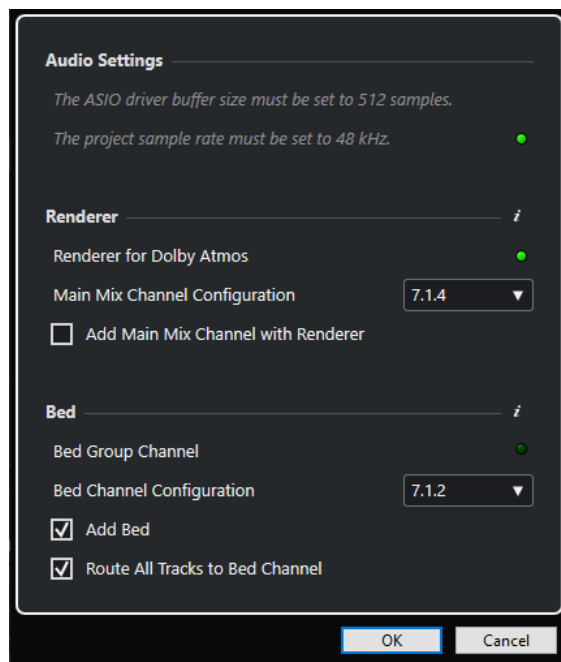 Audio Settings
The ASIO driver buffer size must be set to 512 samples.
The project sample rate must be set to 48 kHz.
Renderer i
Renderer for Dolby Atmos
Main Mix Channel Configuration 7.1.4
Add Main Mix Channel with Renderer
Bed i
Bed Group Channel
Bed Channel Configuration 7.1.2
Add Bed
Route All Tracks to Bed Channel
OK Cancel